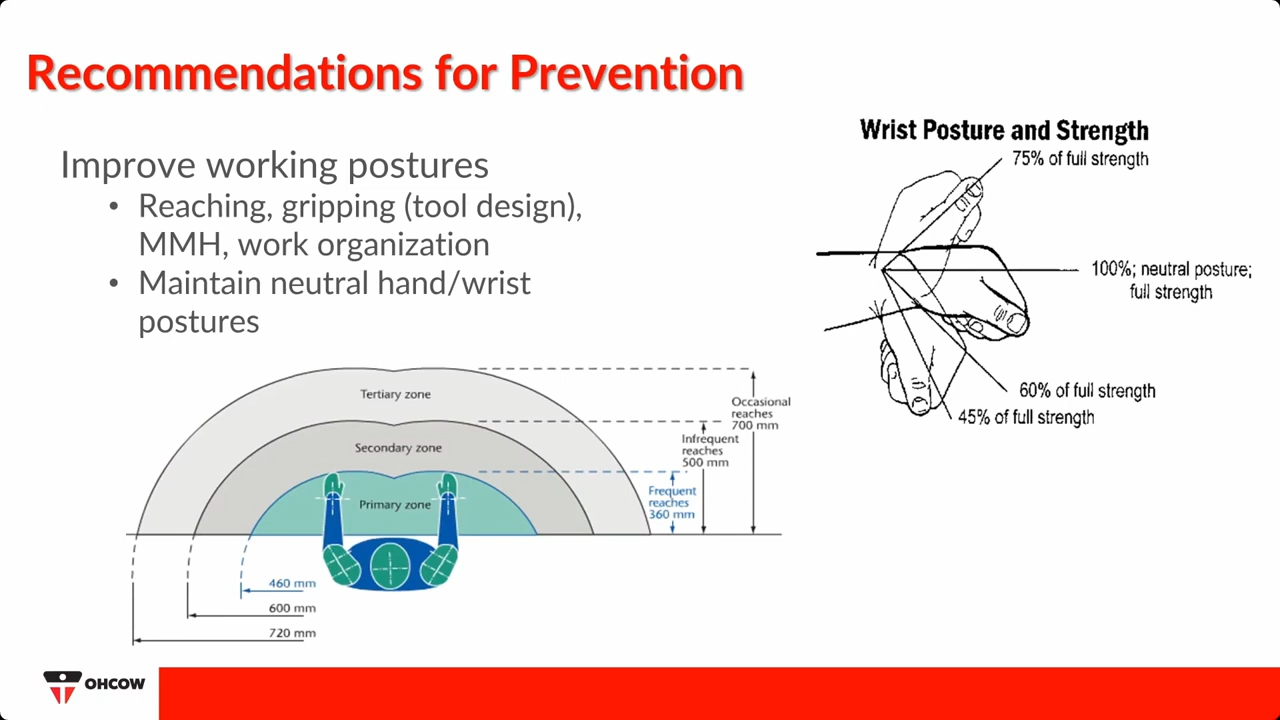 Recommendations for Prevention
Improve working postures
• Reaching, gripping (tool design),
MMH, work organization
• Maintain neutral hand/wrist
postures
Wrist Posture and Strength
75% of full strength
100%; neutral posture;
full strength
60% of full strength
45% of full strength
Tertiary zone
Secondary zone
Primary zone
Occasional
reaches
700 mm
Infrequent
reaches
500 mm
Frequent
reaches
360 mm
460 mm
600 mm
720 mm
OHCOW